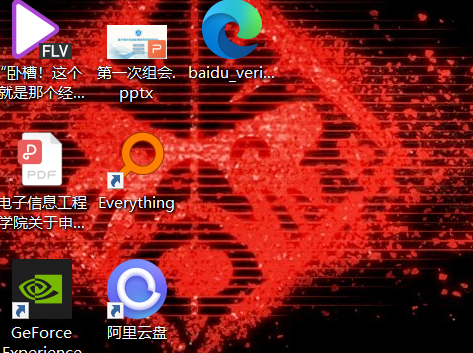 FLV
"卧槽！这个
就是那个经...
第一次组会.
pptx
baidu_veri...
PDF
电子信息工程
学院关于申...
Everything
GeForce
Experience
阿里云盘